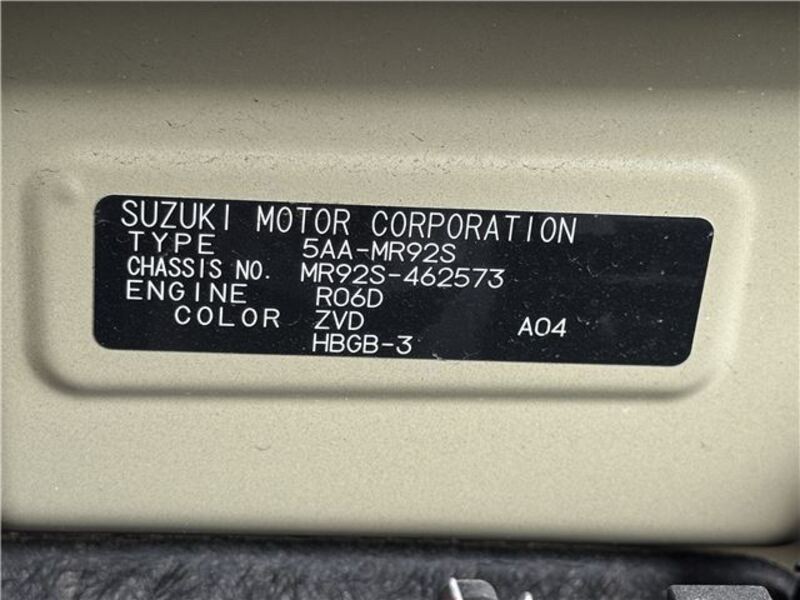 SUZUKI MOTOR CORPORATION
TYPE 5AA-MR92S
CHASSIS NO. MR92S-462573
ENGINE R06D
COLOR ZVD A04
HBGB-3